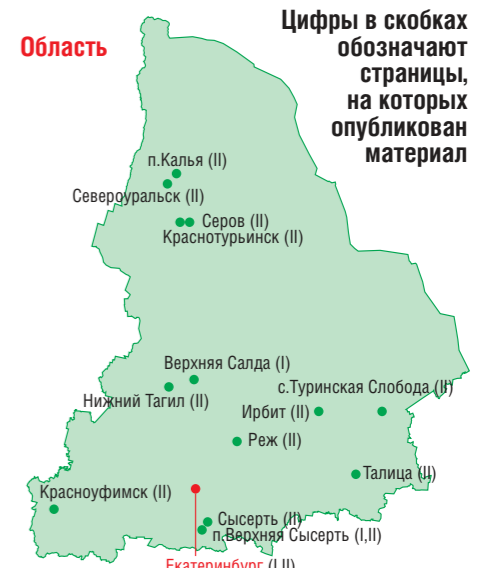 Область
Цифры в скобках
обозначают
страницы,
на которых
опубликован
материал
п.Калья (II)
Североуральск (II)
Серов (II)
Краснотурьинск (II)
Верхняя Салда (I)
Нижний Тагил (II)
с.Туринская Слобода (II)
Ирбит (II)
Реж (II)
Талица (II)
Красноуфимск (II)
Сысерть (II)
п.Верхняя Сысерть (I,II)
Екатеринбург (I,II)